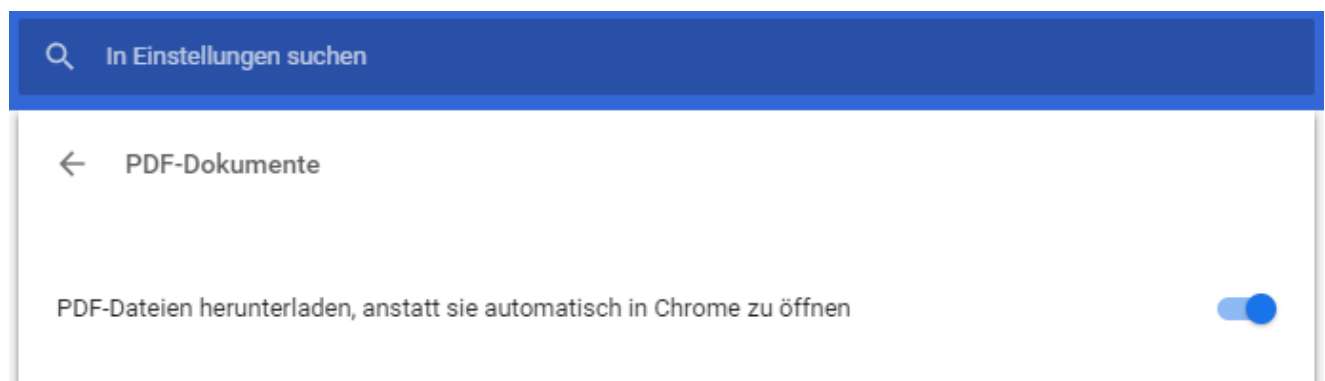 In Einstellungen suchen
PDF-Dokumente
PDF-Dateien herunterladen, anstatt sie automatisch in Chrome zu öffnen